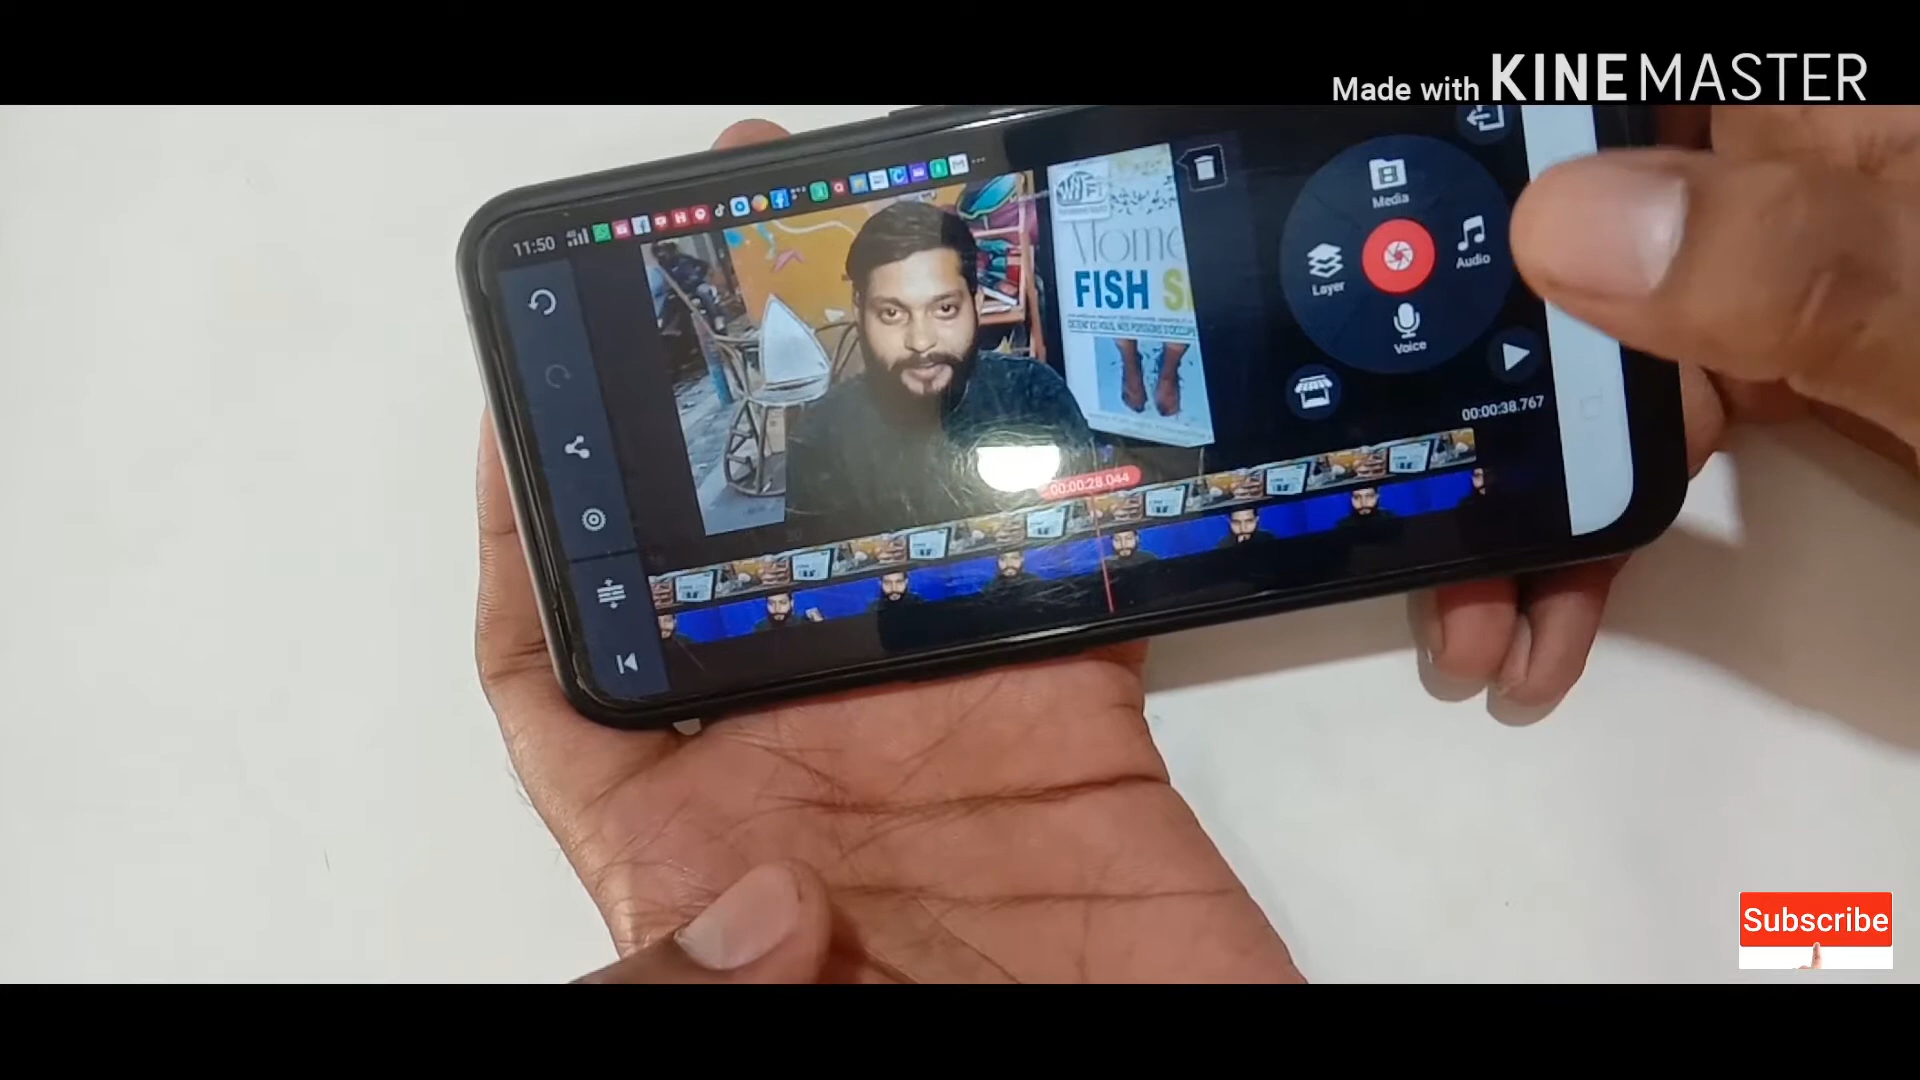 Made with KINEMASTER
11:50
Media
Audio
Layer
Voice
FISH
00:00:38.767
00:00:28.044
Subscribe